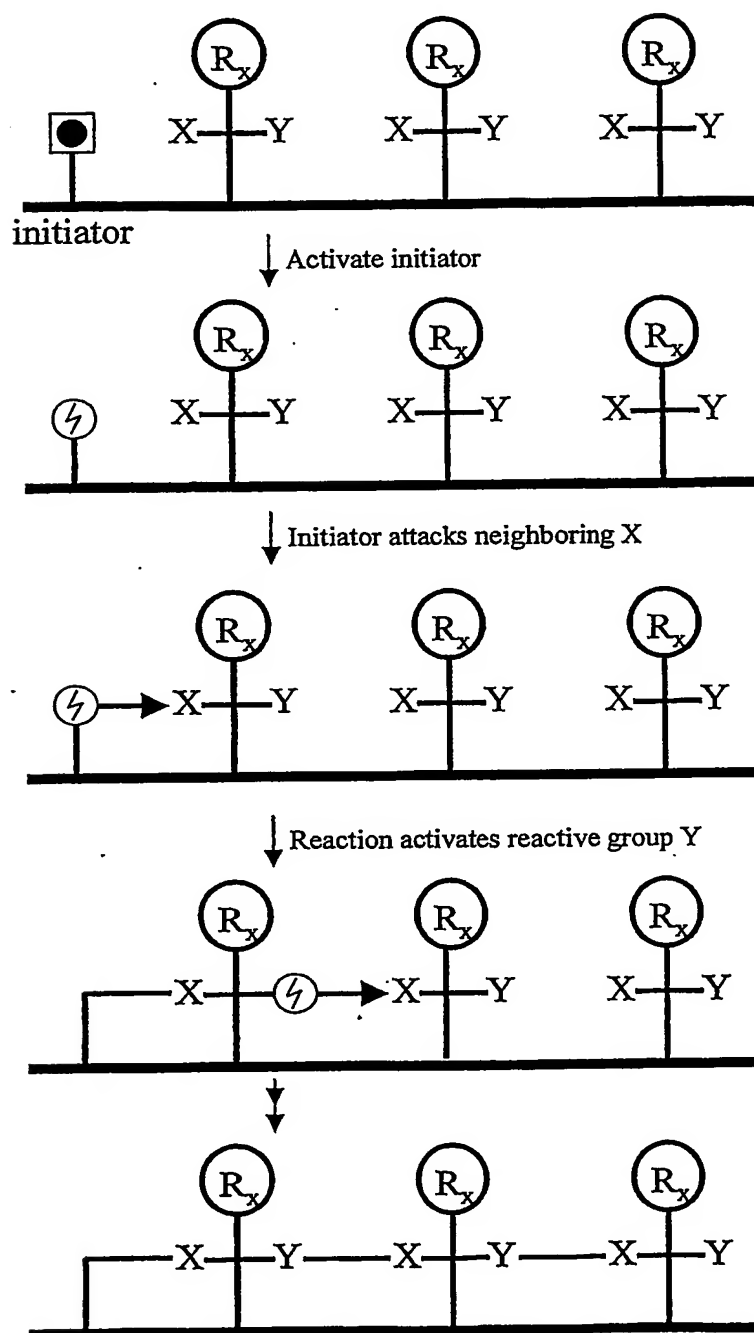 Rx Rx Rx
X Y X Y X Y
initiator
Activate initiator
Rx Rx Rx
X Y X Y X Y
Initiator attacks neighboring X
Rx Rx Rx
X Y X Y X Y
Reaction activates reactive group Y
Rx Rx Rx
X X Y X Y
Rx Rx Rx
X Y X Y X Y